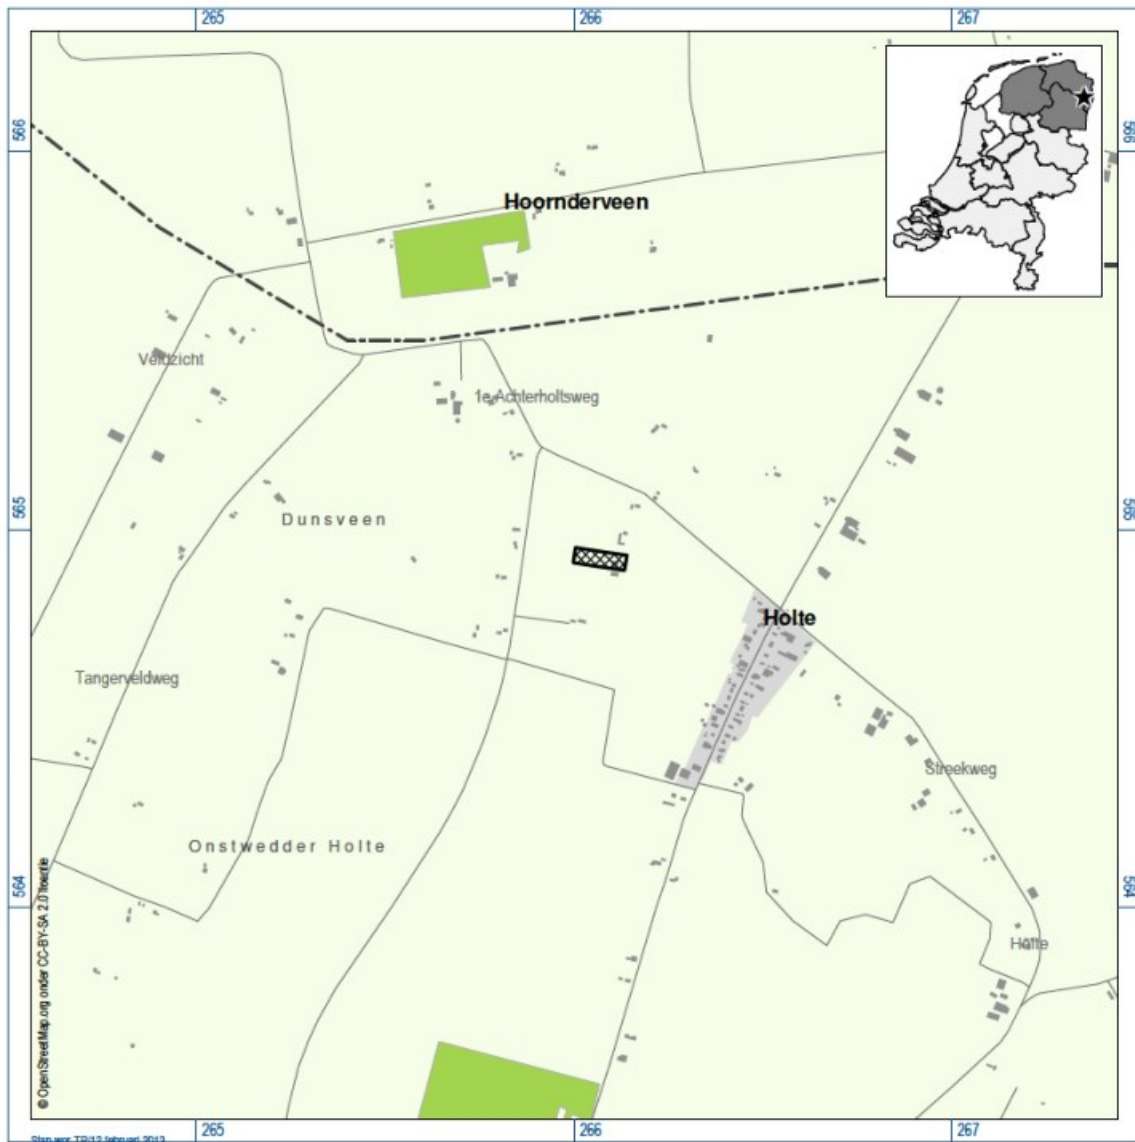 265 266 267
566 566
Hoornderveen
Veldzicht
1e Achterholtsweg
565 565
Dunsveen
Holte
Tangerveldweg
Streekweg
Onstwedder Holte
564 564
Holte
© OpenStreetMap.org onder CC-BY-SA 2.0 licentie
265 266 267